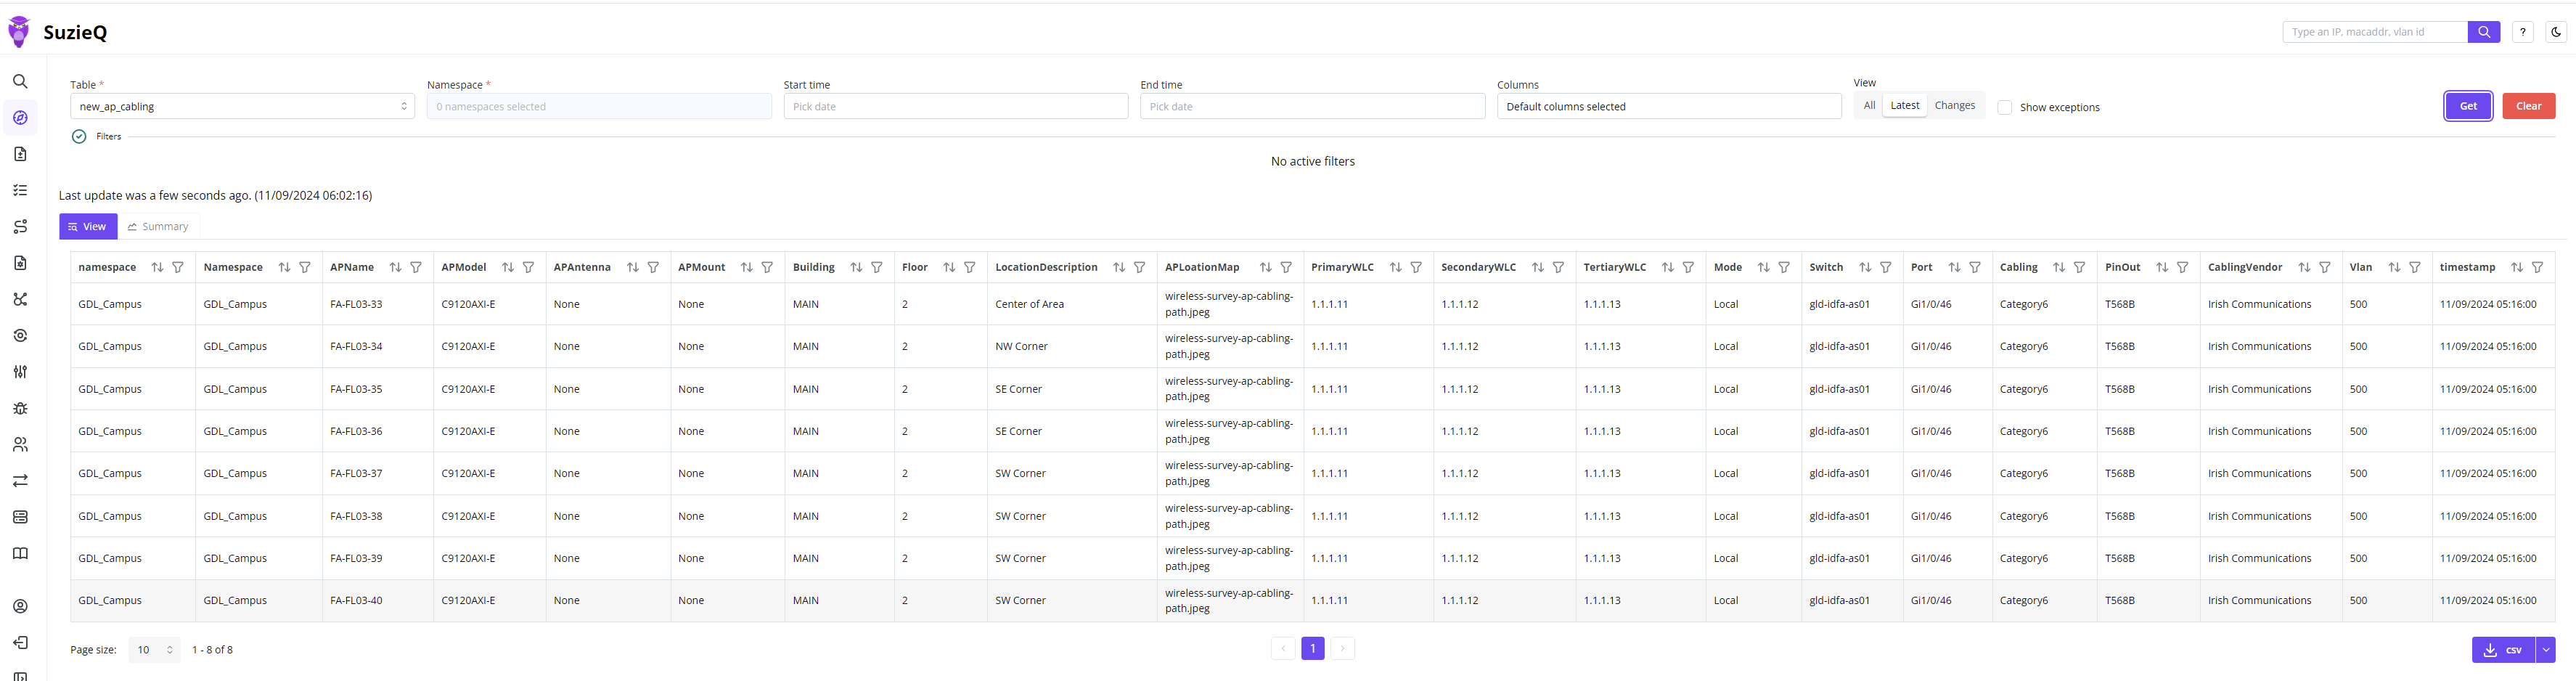 SuzieQ
Type an IP, macaddr, vlan id
?
Table * Namespace * Start time End time Columns View
new_ap_cabling 0 namespaces selected Pick date Pick date Default columns selected All Latest Changes Show exceptions Get Clear
Filters
No active filters
Last update was a few seconds ago. (11/09/2024 06:02:16)
View Summary
namespace Namespace APName APModel APAntenna APMount Building Floor LocationDescription APLoationMap PrimaryWLC SecondaryWLC TertiaryWLC Mode Switch Port Cabling PinOut CablingVendor Vlan timestamp
GDL_Campus GDL_Campus FA-FL03-33 C9120AXI-E None None MAIN 2 Center of Area wireless-survey-ap-cabling-path.jpeg 1.1.1.11 1.1.1.12 1.1.1.13 Local gld-idfa-as01 Gi1/0/46 Category6 T568B Irish Communications 500 11/09/2024 05:16:00
GDL_Campus GDL_Campus FA-FL03-34 C9120AXI-E None None MAIN 2 NW Corner wireless-survey-ap-cabling-path.jpeg 1.1.1.11 1.1.1.12 1.1.1.13 Local gld-idfa-as01 Gi1/0/46 Category6 T568B Irish Communications 500 11/09/2024 05:16:00
GDL_Campus GDL_Campus FA-FL03-35 C9120AXI-E None None MAIN 2 SE Corner wireless-survey-ap-cabling-path.jpeg 1.1.1.11 1.1.1.12 1.1.1.13 Local gld-idfa-as01 Gi1/0/46 Category6 T568B Irish Communications 500 11/09/2024 05:16:00
GDL_Campus GDL_Campus FA-FL03-36 C9120AXI-E None None MAIN 2 SE Corner wireless-survey-ap-cabling-path.jpeg 1.1.1.11 1.1.1.12 1.1.1.13 Local gld-idfa-as01 Gi1/0/46 Category6 T568B Irish Communications 500 11/09/2024 05:16:00
GDL_Campus GDL_Campus FA-FL03-37 C9120AXI-E None None MAIN 2 SW Corner wireless-survey-ap-cabling-path.jpeg 1.1.1.11 1.1.1.12 1.1.1.13 Local gld-idfa-as01 Gi1/0/46 Category6 T568B Irish Communications 500 11/09/2024 05:16:00
GDL_Campus GDL_Campus FA-FL03-38 C9120AXI-E None None MAIN 2 SW Corner wireless-survey-ap-cabling-path.jpeg 1.1.1.11 1.1.1.12 1.1.1.13 Local gld-idfa-as01 Gi1/0/46 Category6 T568B Irish Communications 500 11/09/2024 05:16:00
GDL_Campus GDL_Campus FA-FL03-39 C9120AXI-E None None MAIN 2 SW Corner wireless-survey-ap-cabling-path.jpeg 1.1.1.11 1.1.1.12 1.1.1.13 Local gld-idfa-as01 Gi1/0/46 Category6 T568B Irish Communications 500 11/09/2024 05:16:00
GDL_Campus GDL_Campus FA-FL03-40 C9120AXI-E None None MAIN 2 SW Corner wireless-survey-ap-cabling-path.jpeg 1.1.1.11 1.1.1.12 1.1.1.13 Local gld-idfa-as01 Gi1/0/46 Category6 T568B Irish Communications 500 11/09/2024 05:16:00
Page size: 10 1 - 8 of 8 1 csv